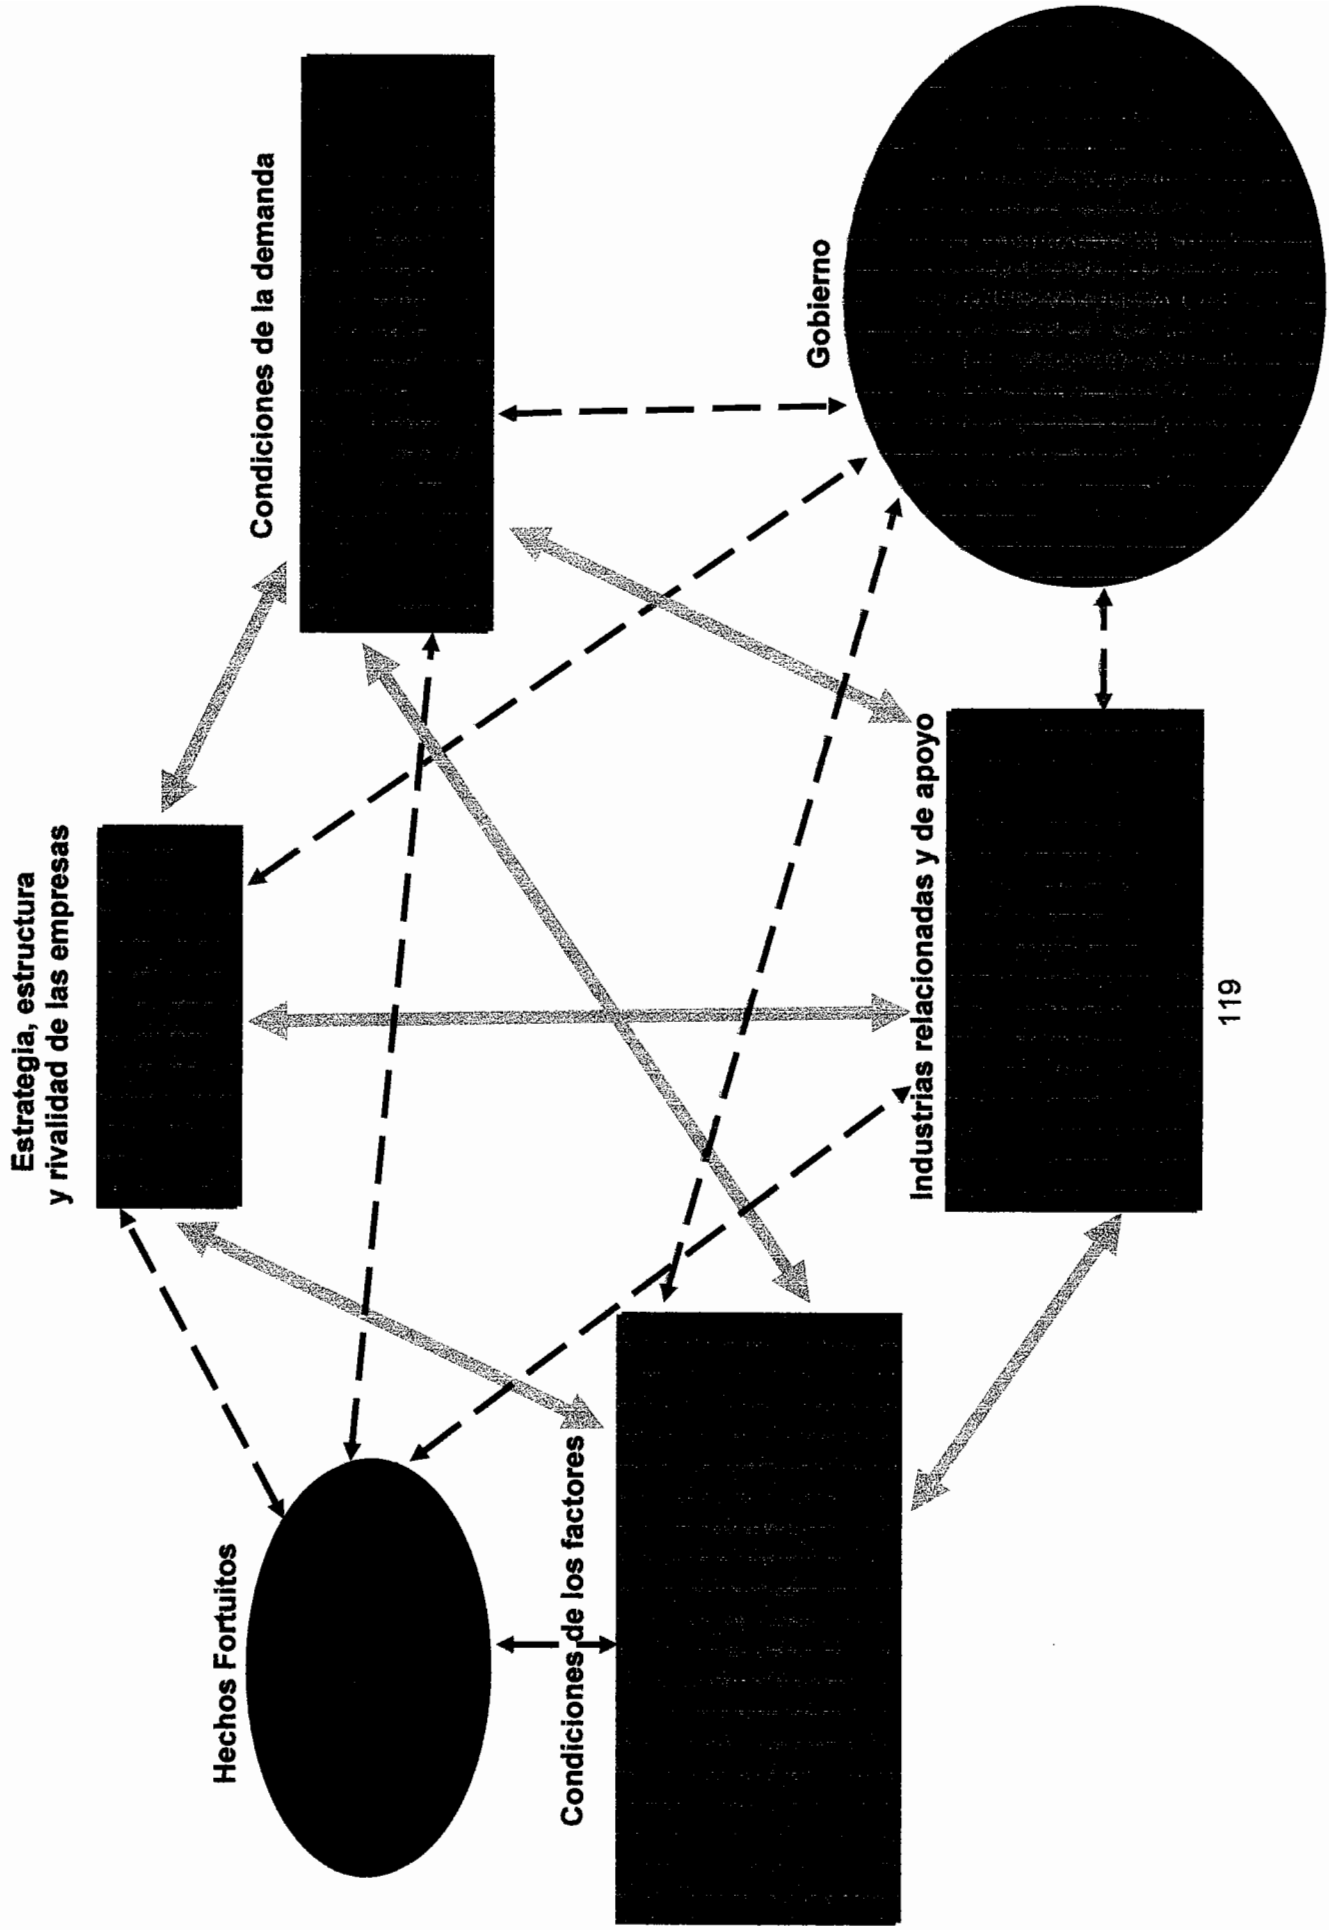 Estrategia, estructura
y rivalidad de las empresas
Hechos Fortuitos
Condiciones de la demanda
Condiciones de los factores
Gobierno
Industrias relacionadas y de apoyo
119